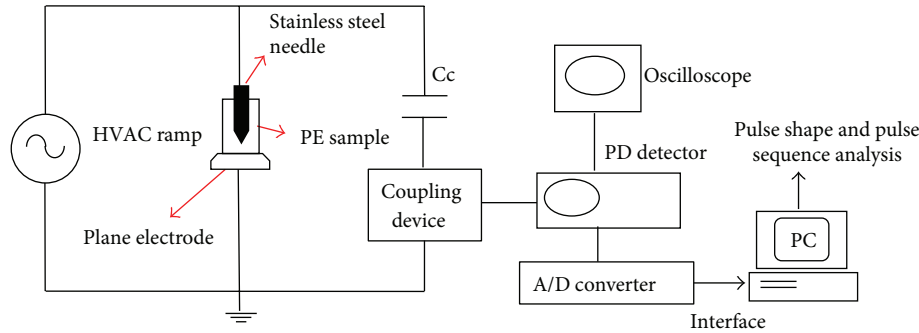 Stainless steel
needle
Cc
Oscilloscope
HVAC ramp
PE sample
PD detector
Pulse shape and pulse
sequence analysis
Coupling
device
Plane electrode
PC
A/D converter
Interface